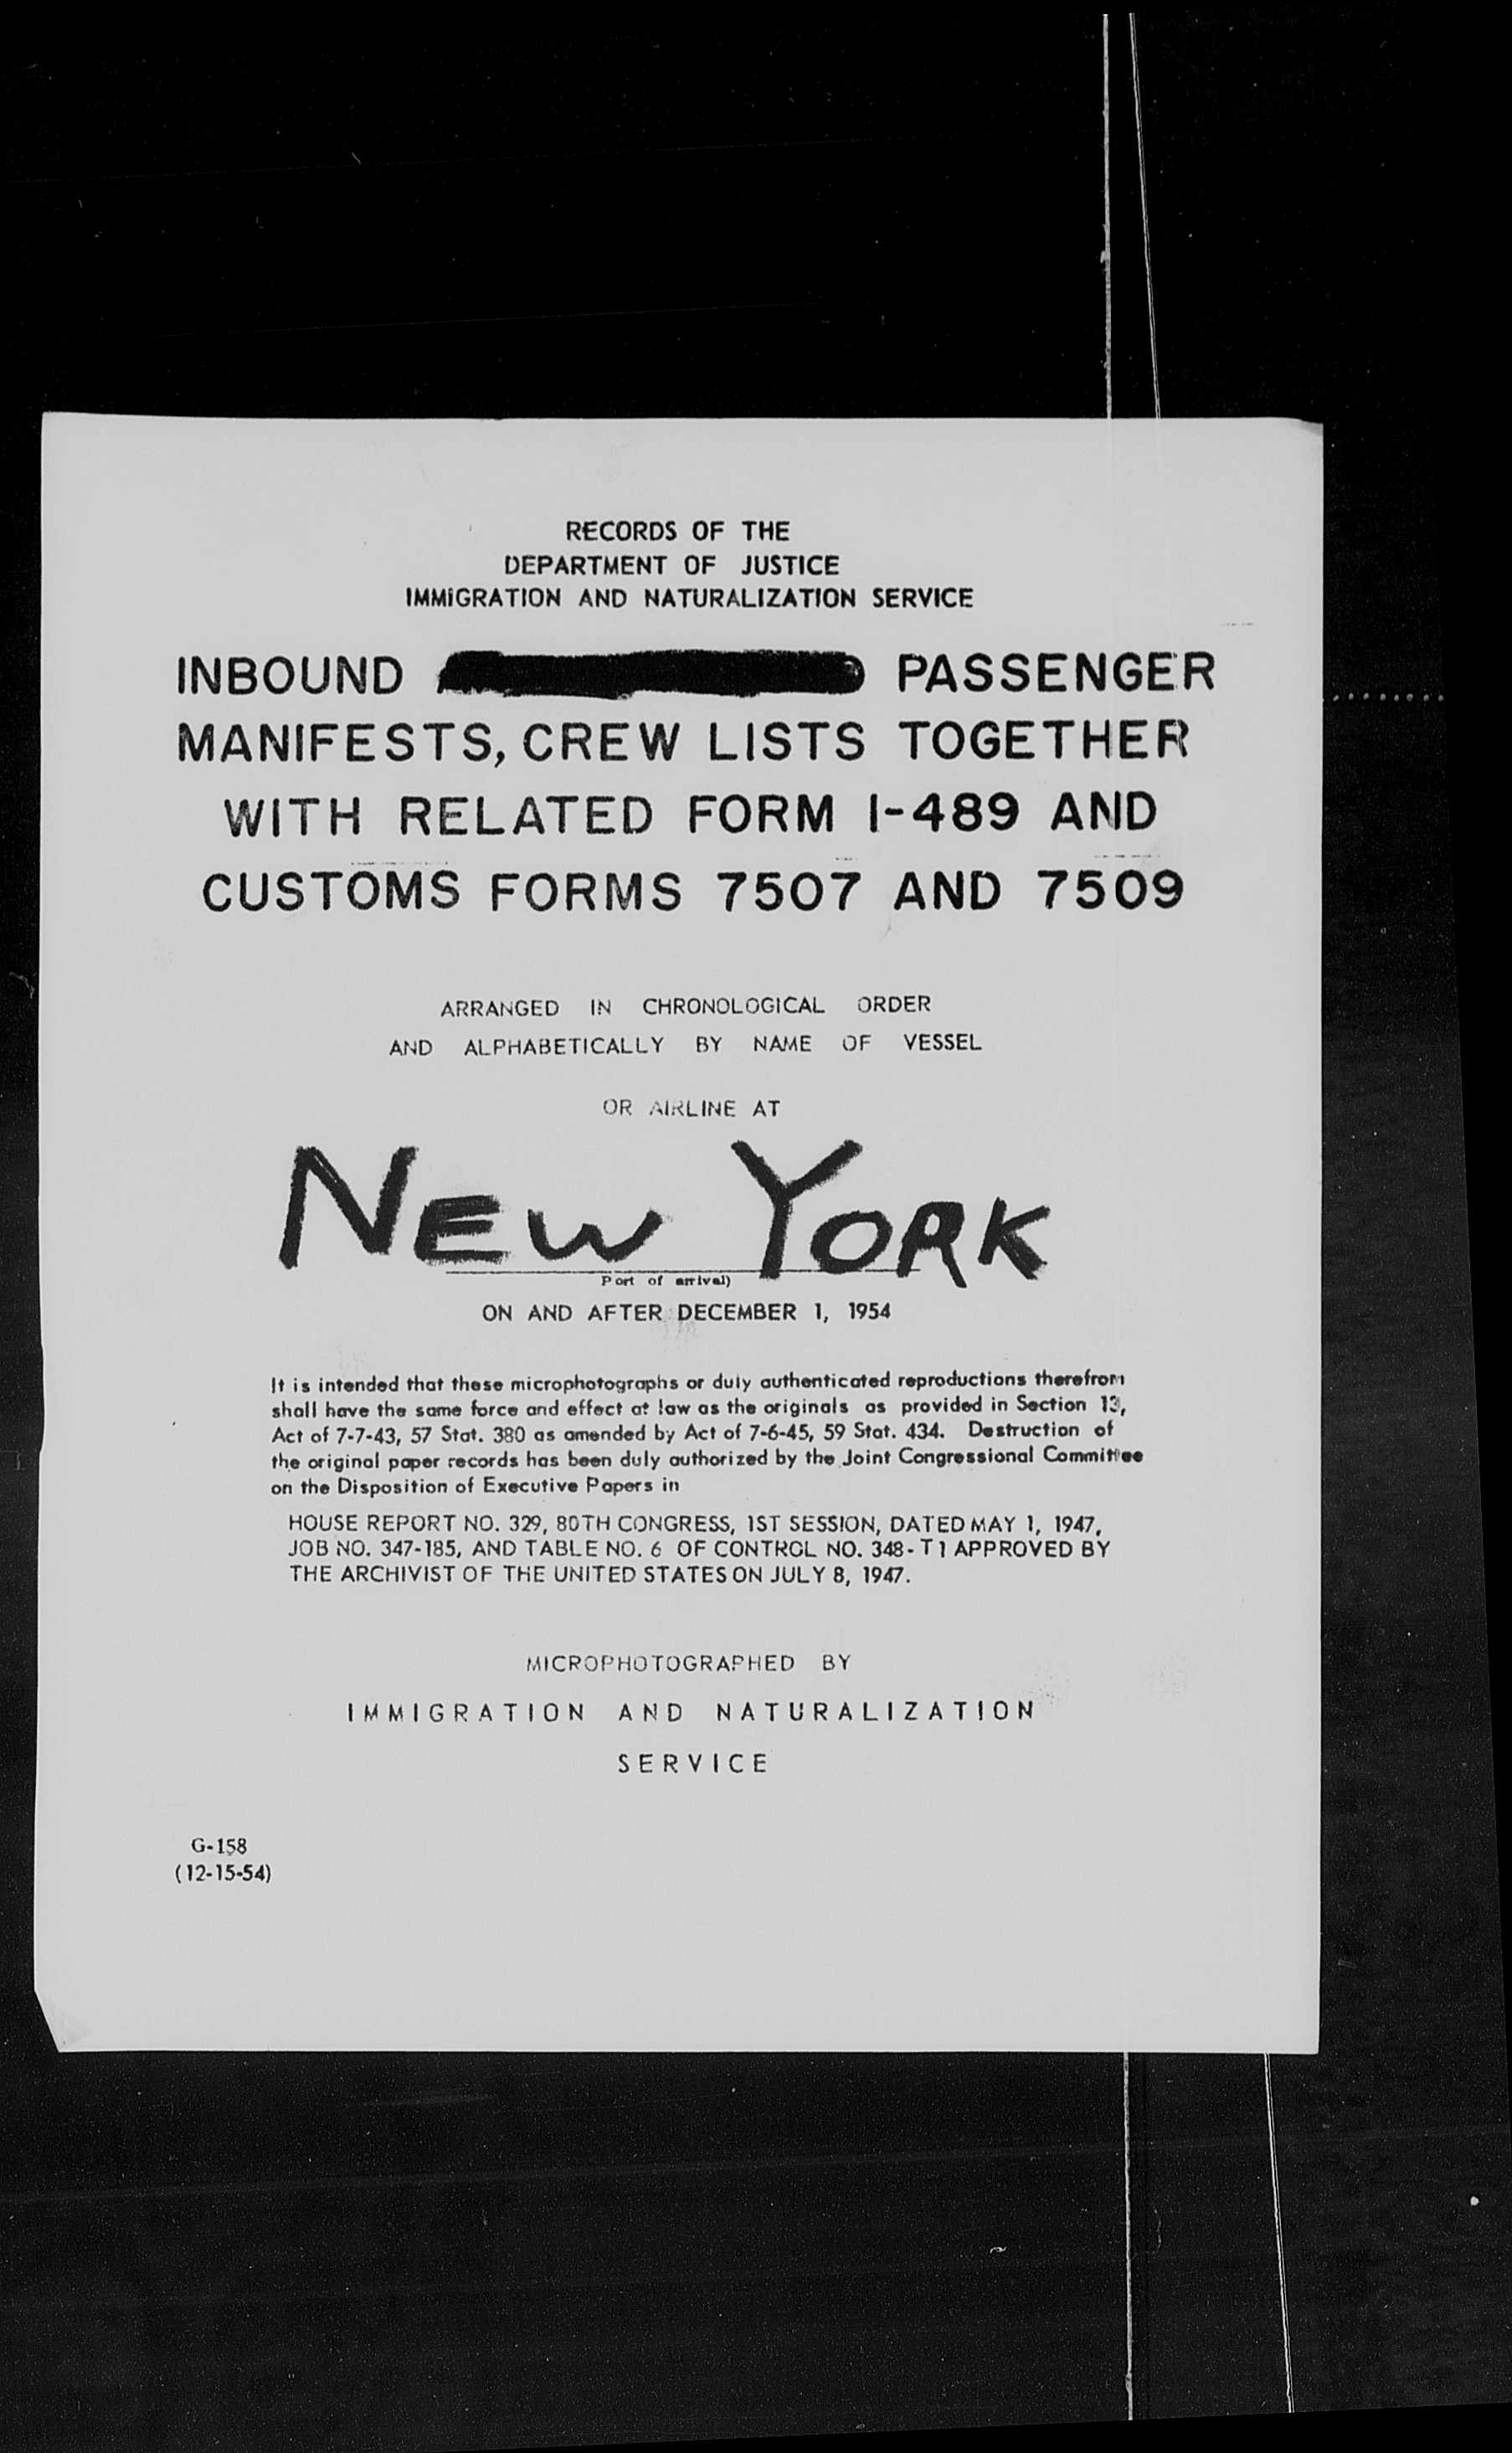 RECORDS OF THE
DEPARTMENT OF JUSTICE
IMMIGRATION AND NATURALIZATION SERVICE
INBOUND PASSENGER
MANIFESTS, CREW LISTS TOGETHER
WITH RELATED FORM I-489 AND
CUSTOMS FORMS 7507 AND 7509
ARRANGED IN CHRONOLOGICAL ORDER
AND ALPHABETICALLY BY NAME OF VESSEL
OR AIRLINE AT
NEW YORK
Port of arrival)
ON AND AFTER DECEMBER 1, 1954
It is intended that these microphotographs or duly authenticated reproductions therefrom
shall have the same force and effect at law as the originals as provided in Section 13,
Act of 7-7-43, 57 Stat. 380 as amended by Act of 7-6-45, 59 Stat. 434. Destruction of
the original paper records has been duly authorized by the Joint Congressional Committee
on the Disposition of Executive Papers in
HOUSE REPORT NO. 329, 80TH CONGRESS, 1ST SESSION, DATED MAY 1, 1947,
JOB NO. 347-185, AND TABLE NO. 6 OF CONTROL NO. 348-T1 APPROVED BY
THE ARCHIVIST OF THE UNITED STATES ON JULY 8, 1947.
MICROPHOTOGRAPHED BY
IMMIGRATION AND NATURALIZATION
SERVICE
G-158
(12-15-54)